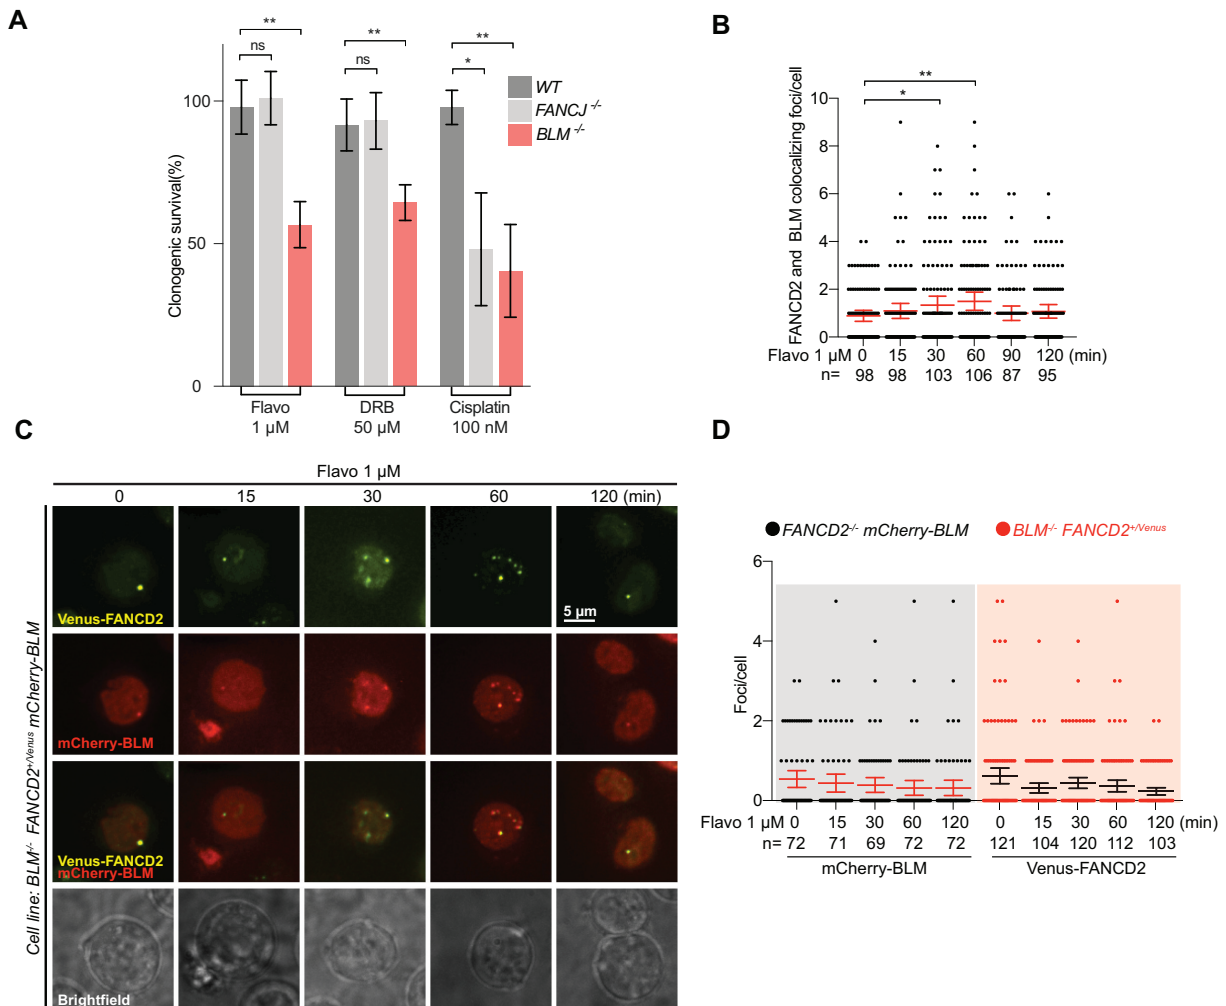 A
** ** **
ns ns *
WT
FANCJ -/-
BLM -/-
Clonogenic survival(%)
100
50
0
Flavo DRB Cisplatin
1 µM 50 µM 100 nM
B
**
*
FANCD2 and BLM colocalizing foci/cell
10
8
6
4
2
0
Flavo 1 µM 0 15 30 60 90 120 (min)
n= 98 98 103 106 87 95
C
Flavo 1 µM
0 15 30 60 120 (min)
Cell line: BLM-/- FANCD2+/Venus mCherry-BLM
Venus-FANCD2
5 µm
mCherry-BLM
Venus-FANCD2
mCherry-BLM
Brightfield
D
FANCD2-/- mCherry-BLM
BLM-/- FANCD2+/Venus
Foci/cell
6
4
2
0
Flavo 1 µM 0 15 30 60 120 0 15 30 60 120 (min)
n= 72 71 69 72 72 121 104 120 112 103
mCherry-BLM Venus-FANCD2